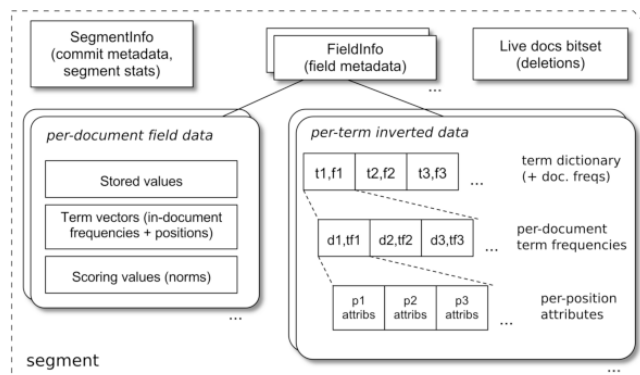 SegmentInfo
(commit metadata,
segment stats)
FieldInfo
(field metadata)
...
Live docs bitset
(deletions)
per-document field data
Stored values
Term vectors (in-document
frequencies + positions)
Scoring values (norms)
...
per-term inverted data
t1,f1 t2,f2 t3,f3 ...
term dictionary
(+ doc. freqs)
d1,tf1 d2,tf2 d3,tf3 ...
per-document
term frequencies
p1 attribs p2 attribs p3 attribs ...
per-position
attributes
...
segment